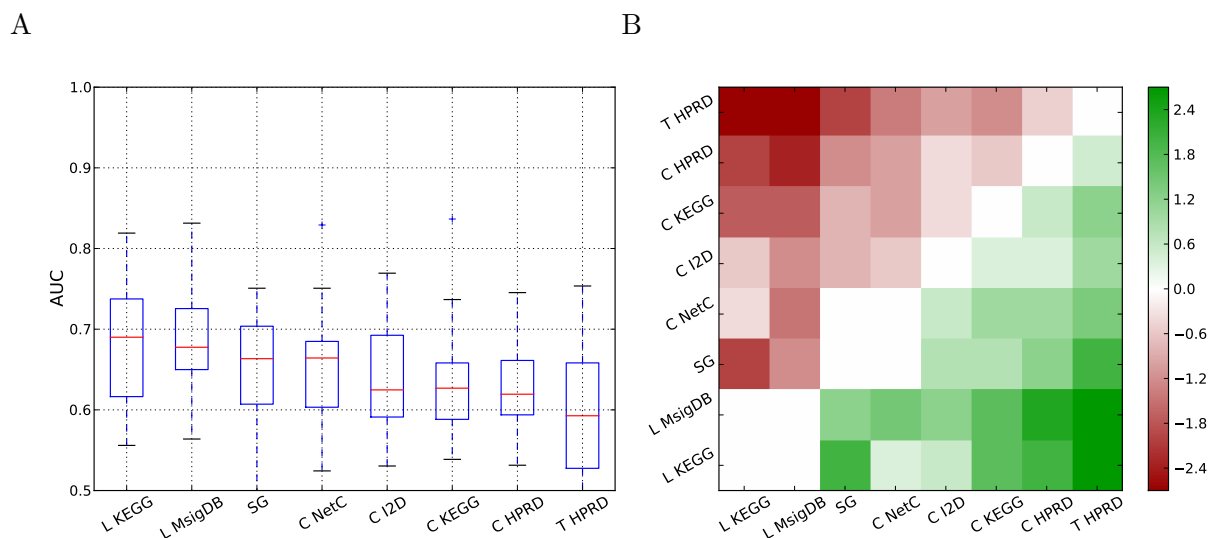 A
B
1.0
0.9
0.8
0.7
0.6
0.5
AUC
L KEGG
L MsigDB
SG
C NetC
C I2D
C KEGG
C HPRD
T HPRD
T HPRD
C HPRD
C KEGG
C I2D
C NetC
SG
L MsigDB
L KEGG
L KEGG
L MsigDB
SG
C NetC
C I2D
C KEGG
C HPRD
T HPRD
2.4
1.8
1.2
0.6
0.0
−0.6
−1.2
−1.8
−2.4